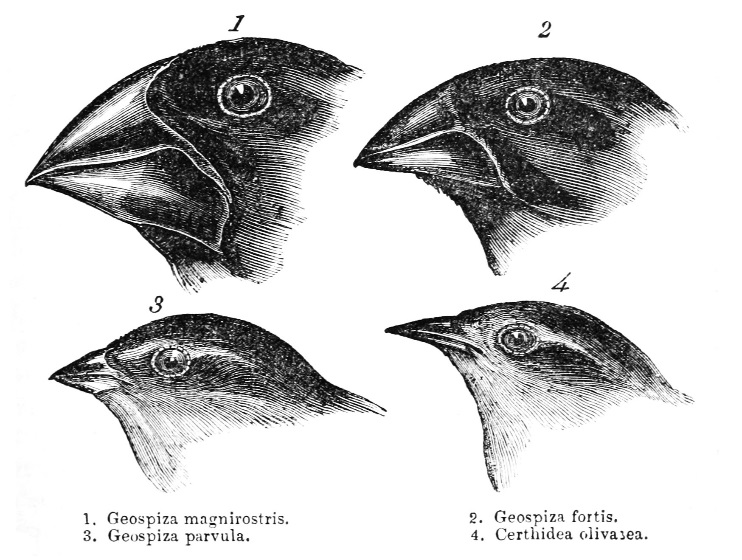 1
2
3
4
1. Geospiza magnirostris.
2. Geospiza fortis.
3. Geospiza parvula.
4. Certhidea olivasea.